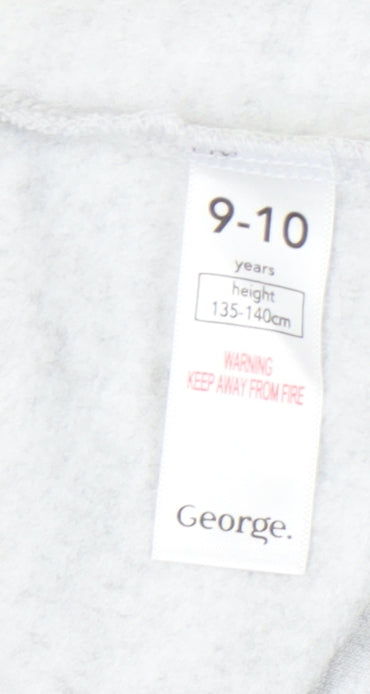 9-10
years
height
135-140cm
WARNING
KEEP AWAY FROM FIRE
George.